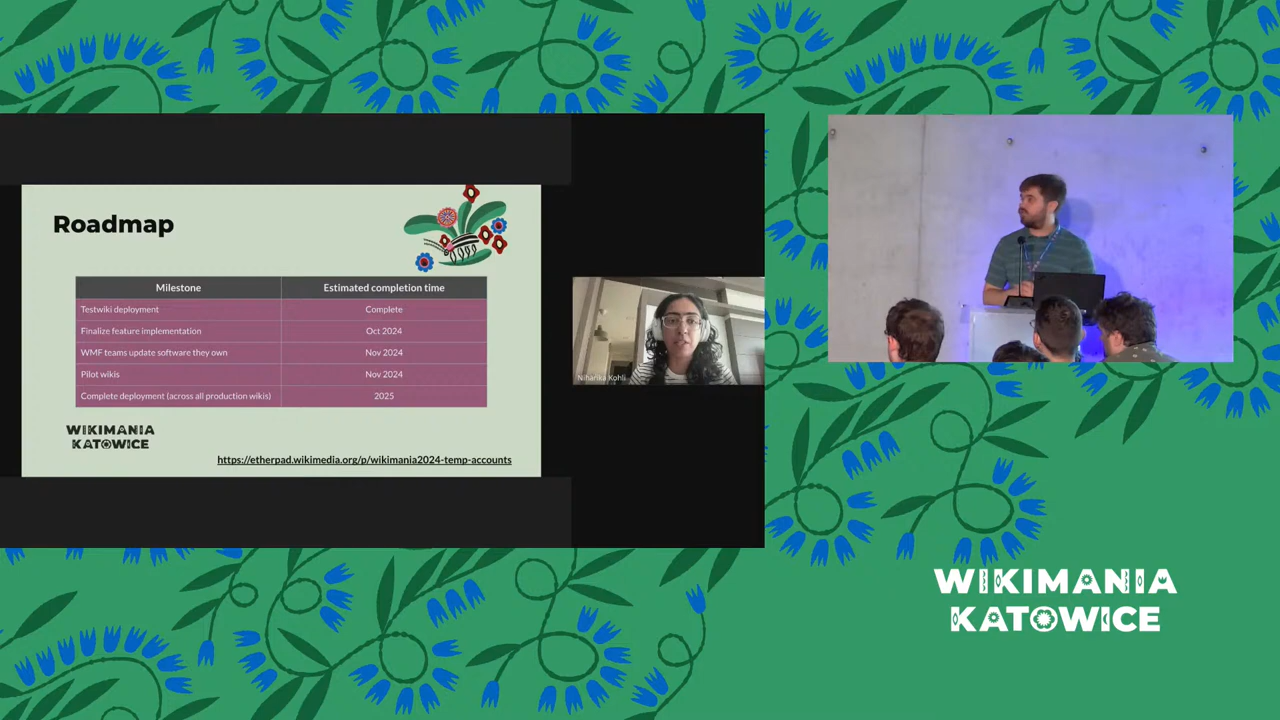 Roadmap
Milestone Estimated completion time
Testwiki deployment Complete
Finalize feature implementation Oct 2024
WMF teams update software they own Nov 2024
Pilot wikis Nov 2024
Complete deployment (across all production wikis) 2025
WIKIMANIA
KATOWICE
https://etherpad.wikimedia.org/p/wikimania2024-temp-accounts
Niharika Kohli
WIKIMANIA
KATOWICE